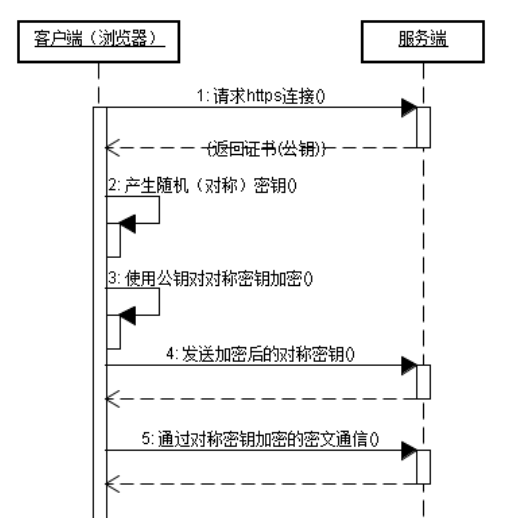 客户端（浏览器）
服务端
1: 请求https连接()
(返回证书(公钥)}
2: 产生随机（对称）密钥()
3: 使用公钥对对称密钥加密()
4: 发送加密后的对称密钥()
5: 通过对称密钥加密的密文通信()